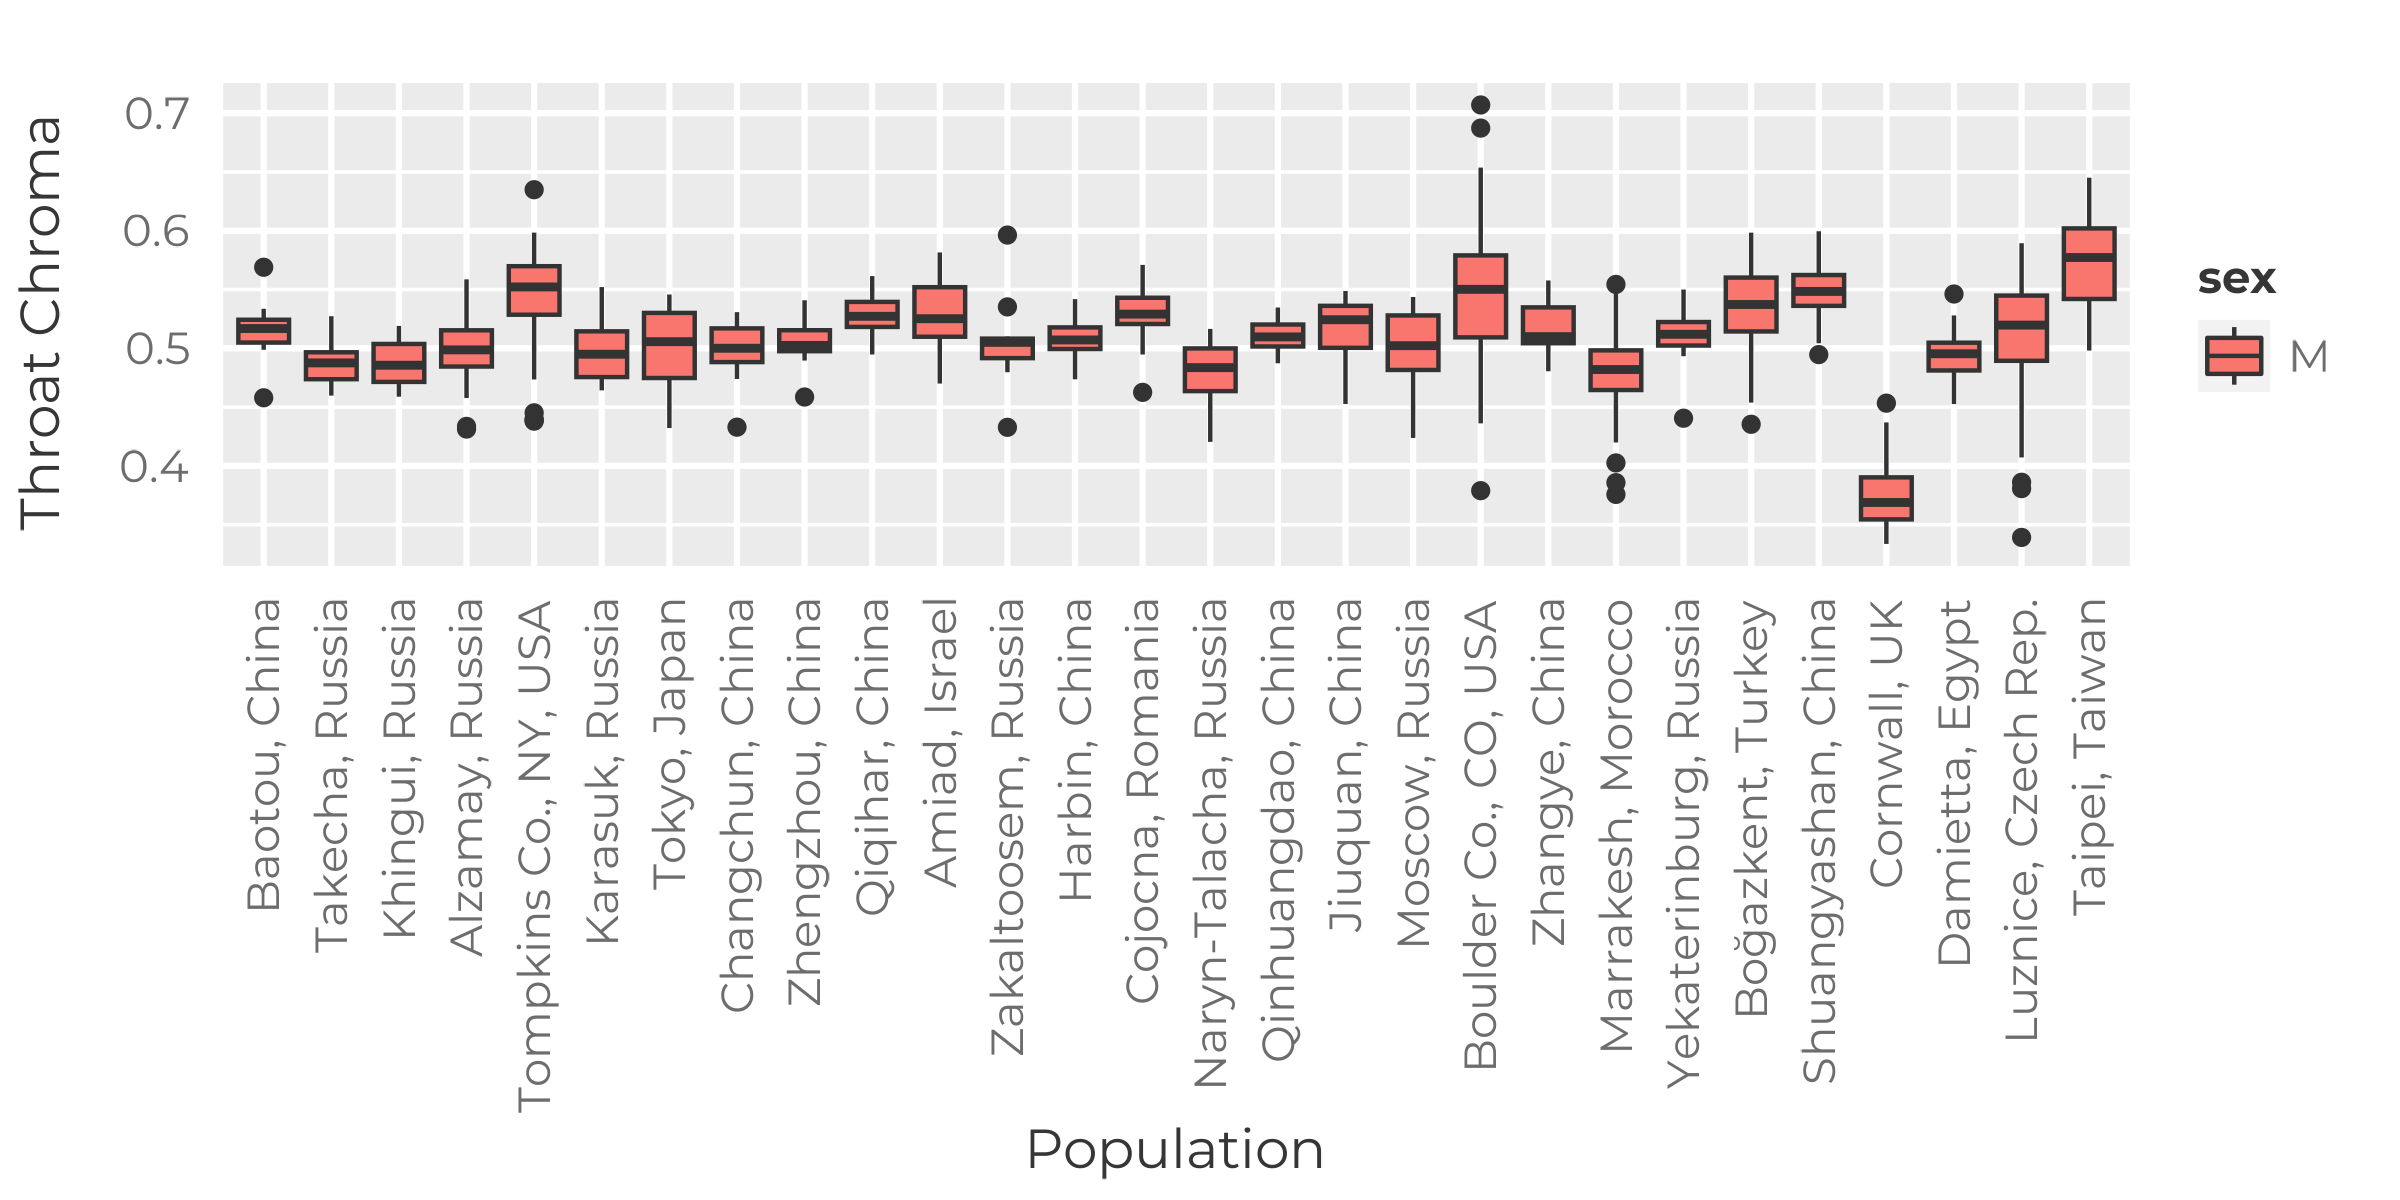 Throat Chroma
0.7
0.6
0.5
0.4
Baotou, China
Takecha, Russia
Khingui, Russia
Alzamay, Russia
Tompkins Co., NY, USA
Karasuk, Russia
Tokyo, Japan
Changchun, China
Zhengzhou, China
Qiqihar, China
Amiad, Israel
Zakaltoosem, Russia
Harbin, China
Cojocna, Romania
Naryn-Talacha, Russia
Qinhuangdao, China
Jiuquan, China
Moscow, Russia
Boulder Co., CO, USA
Zhangye, China
Marrakesh, Morocco
Yekaterinburg, Russia
Boğazkent, Turkey
Shuangyashan, China
Cornwall, UK
Damietta, Egypt
Luznice, Czech Rep.
Taipei, Taiwan
Population
sex
M